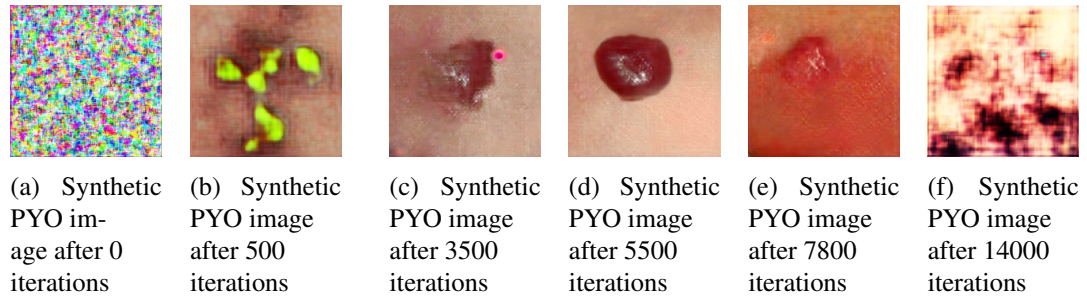 (a) Synthetic
PYO im-
age after 0
iterations
(b) Synthetic
PYO image
after 500
iterations
(c) Synthetic
PYO image
after 3500
iterations
(d) Synthetic
PYO image
after 5500
iterations
(e) Synthetic
PYO image
after 7800
iterations
(f) Synthetic
PYO image
after 14000
iterations